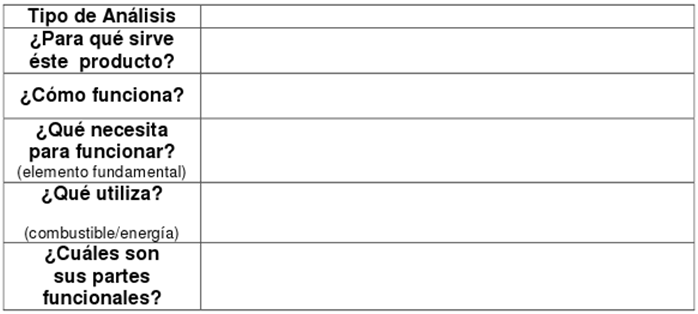 Tipo de Análisis
¿Para qué sirve
éste producto?
¿Cómo funciona?
¿Qué necesita
para funcionar?
(elemento fundamental)
¿Qué utiliza?
(combustible/energía)
¿Cuáles son
sus partes
funcionales?